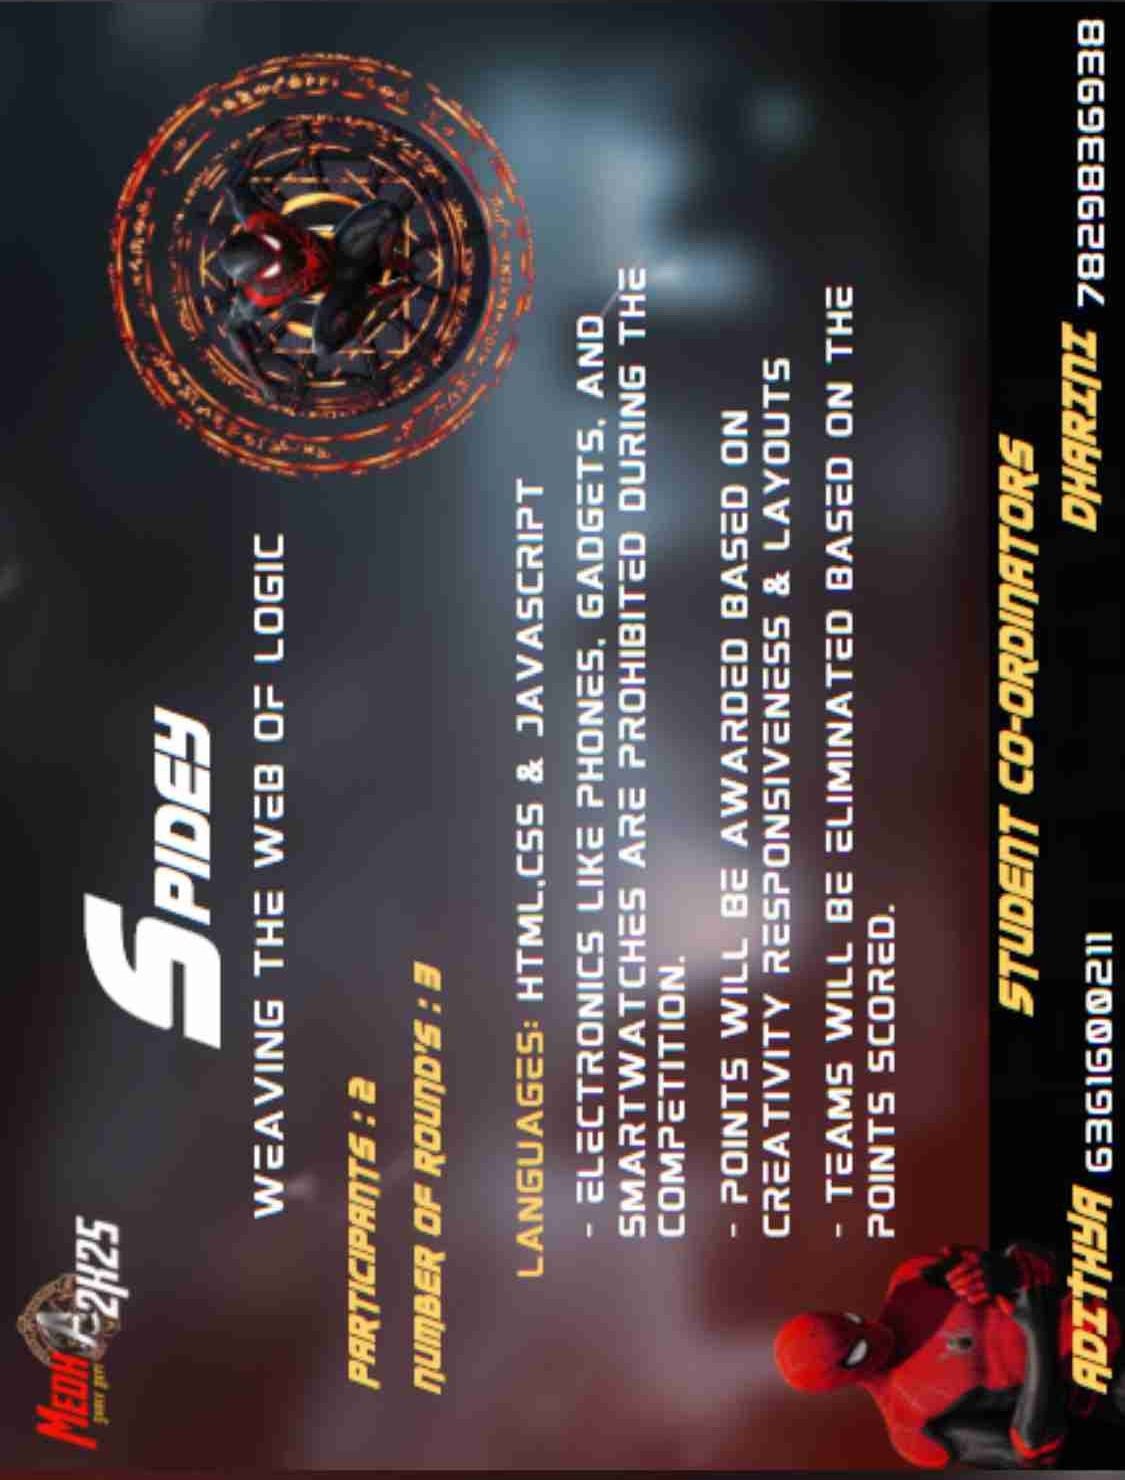 MEDHA 2K25
SPIDEY
WEAVING THE WEB OF LOGIC
PARTICIPANTS : 2
NUMBER OF ROUND'S : 3
LANGUAGES: HTML,CSS & JAVASCRIPT
- ELECTRONICS LIKE PHONES, GADGETS, AND
SMARTWATCHES ARE PROHIBITED DURING THE
COMPETITION.
- POINTS WILL BE AWARDED BASED ON
CREATIVITY RESPONSIVENESS & LAYOUTS
- TEAMS WILL BE ELIMINATED BASED ON THE
POINTS SCORED.
STUDENT CO-ORDINATORS
ADITHYA 6361600211
DHARINI 7829836938